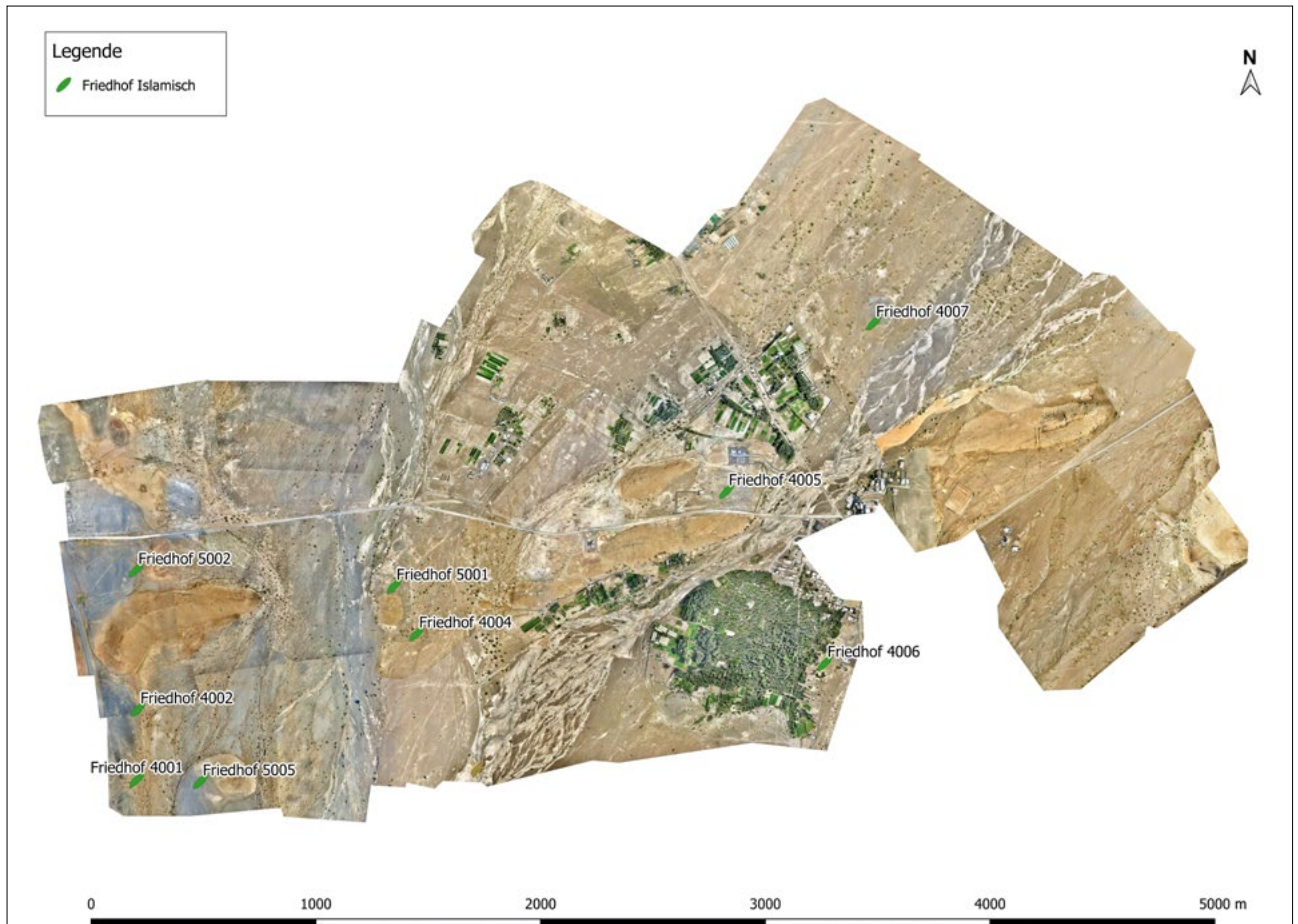 Legende
Friedhof Islamisch
N
Friedhof 4007
Friedhof 4005
Friedhof 5002
Friedhof 5001
Friedhof 4004
Friedhof 4006
Friedhof 4002
Friedhof 4001
Friedhof 5005
0 1000 2000 3000 4000 5000 m